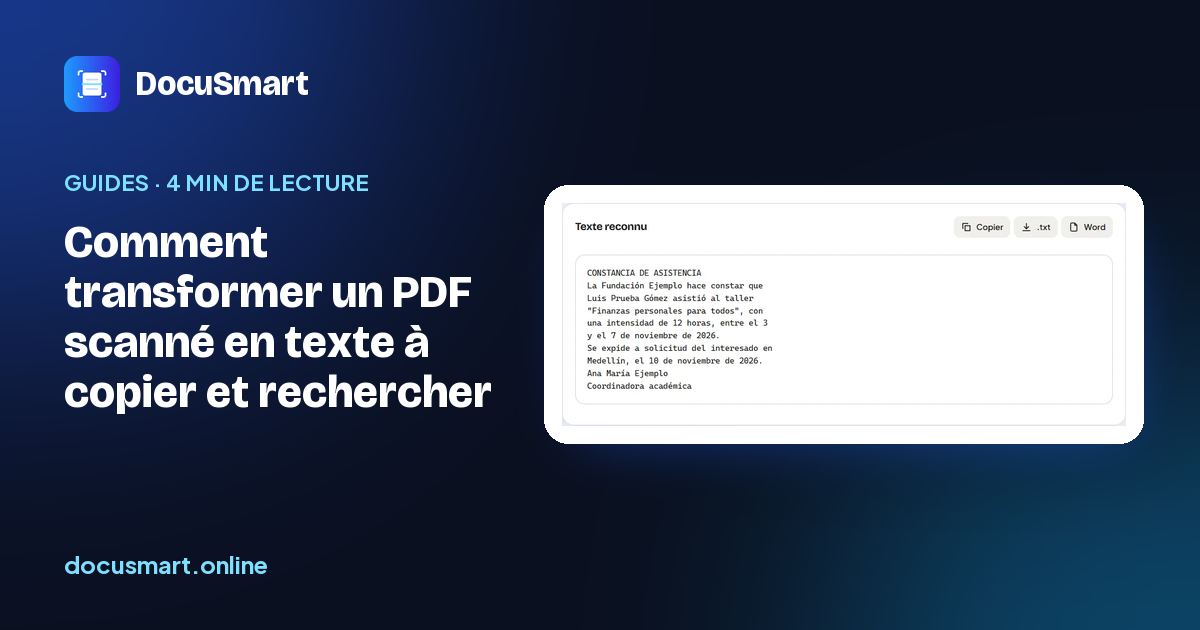 DocuSmart
GUIDES · 4 MIN DE LECTURE
Comment
transformer un PDF
scanné en texte à
copier et rechercher
docusmart.online
Texte reconnu
Copier
.txt
Word
CONSTANCIA DE ASISTENCIA
La Fundación Ejemplo hace constar que
Luis Prueba Gómez asistió al taller
"Finanzas personales para todos", con
una intensidad de 12 horas, entre el 3
y el 7 de noviembre de 2026.
Se expide a solicitud del interesado en
Medellín, el 10 de noviembre de 2026.
Ana María Ejemplo
Coordinadora académica